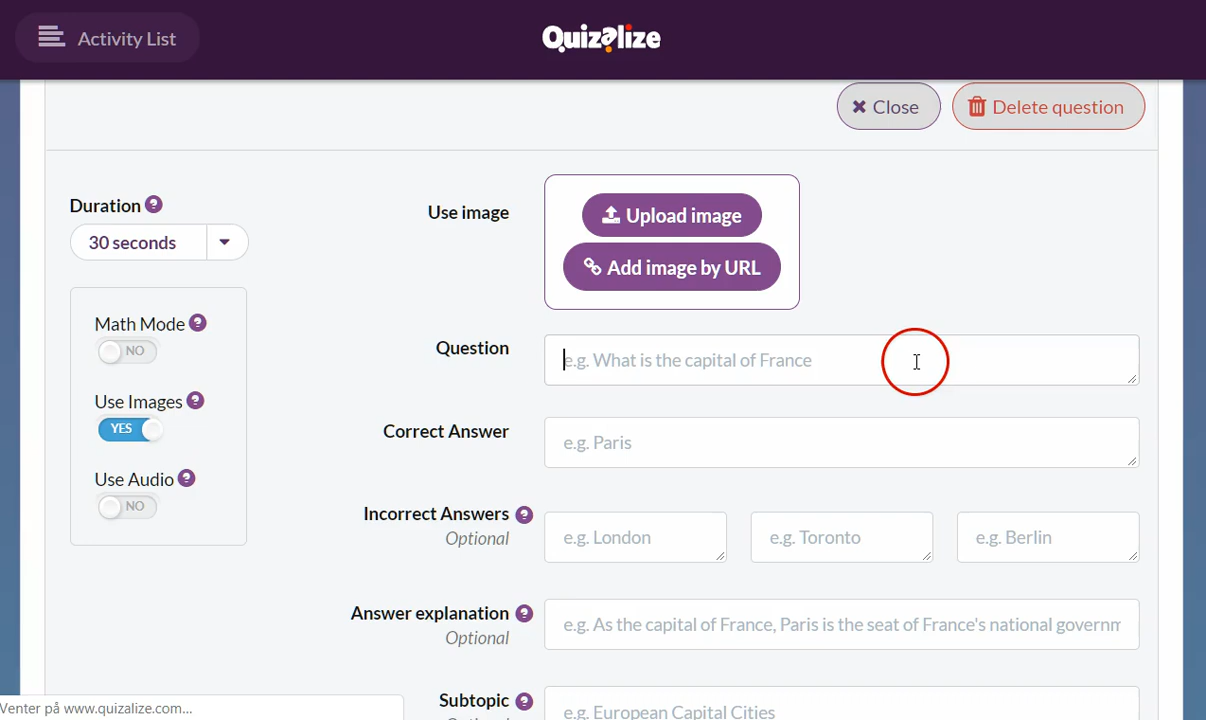 Activity List
Quizalize
Close
Delete question
Duration ?
30 seconds
Use image
Upload image
Add image by URL
Math Mode ?
NO
Question
e.g. What is the capital of France
Use Images ?
YES
Correct Answer
e.g. Paris
Use Audio ?
NO
Incorrect Answers ?
Optional
e.g. London
e.g. Toronto
e.g. Berlin
Answer explanation ?
Optional
e.g. As the capital of France, Paris is the seat of France's national governm
Subtopic ?
e.g. European Capital Cities
Venter på www.quizalize.com...